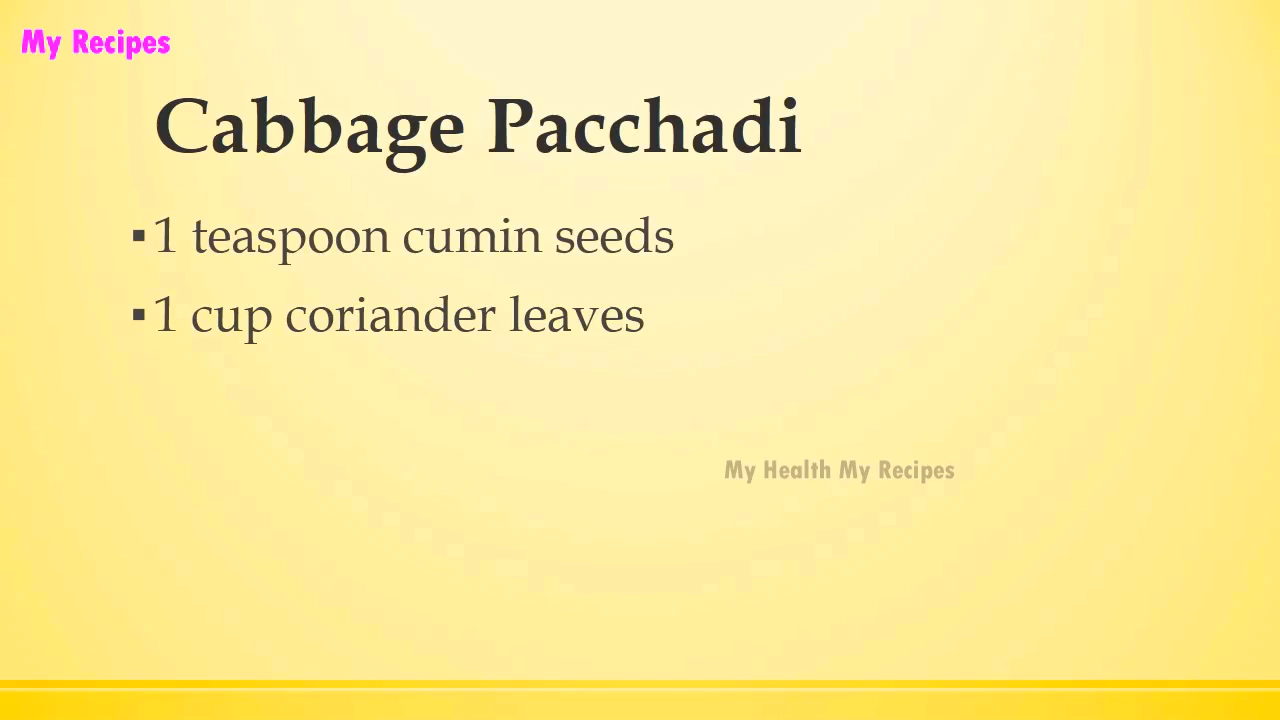 My Recipes
Cabbage Pacchadi
▪1 teaspoon cumin seeds
▪1 cup coriander leaves
My Health My Recipes